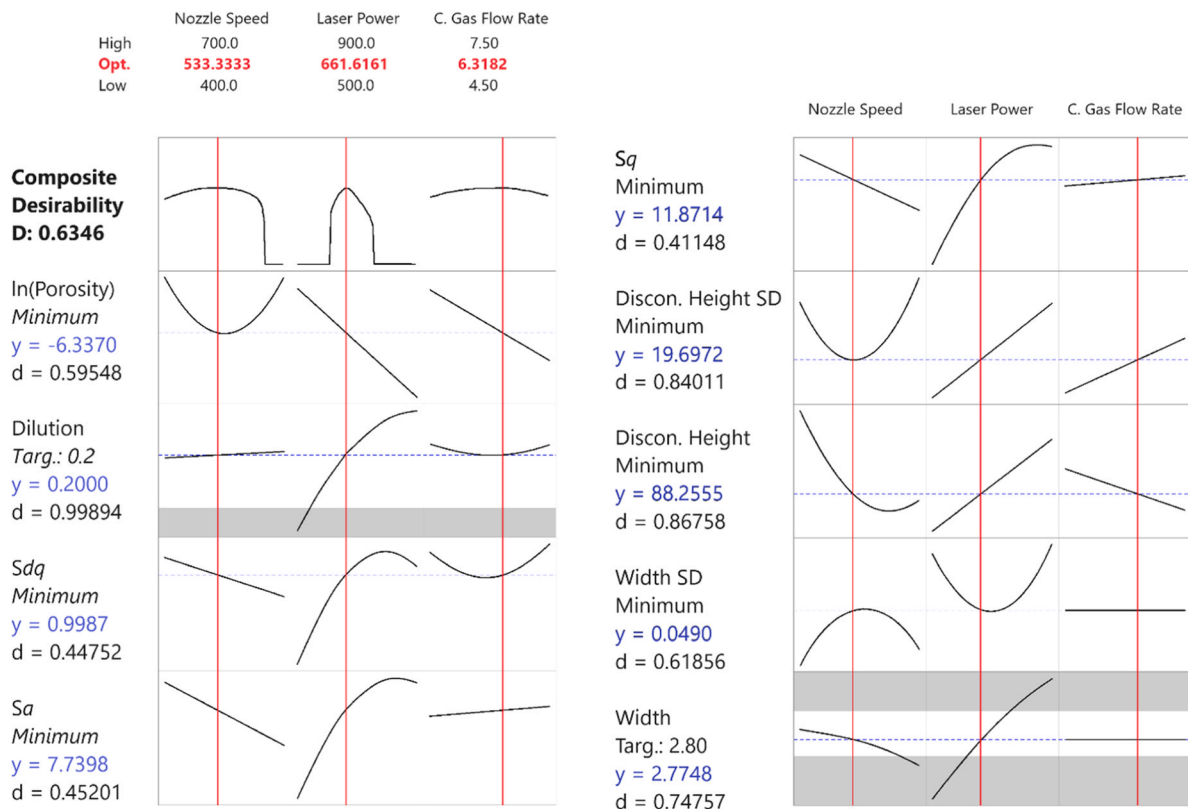 Nozzle Speed Laser Power C. Gas Flow Rate
High 700.0 900.0 7.50
Opt. 533.3333 661.6161 6.3182
Low 400.0 500.0 4.50
Composite
Desirability
D: 0.6346
ln(Porosity)
Minimum
y = -6.3370
d = 0.59548
Dilution
Targ.: 0.2
y = 0.2000
d = 0.99894
Sdq
Minimum
y = 0.9987
d = 0.44752
Sa
Minimum
y = 7.7398
d = 0.45201
Nozzle Speed Laser Power C. Gas Flow Rate
Sq
Minimum
y = 11.8714
d = 0.41148
Discon. Height SD
Minimum
y = 19.6972
d = 0.84011
Discon. Height
Minimum
y = 88.2555
d = 0.86758
Width SD
Minimum
y = 0.0490
d = 0.61856
Width
Targ.: 2.80
y = 2.7748
d = 0.74757